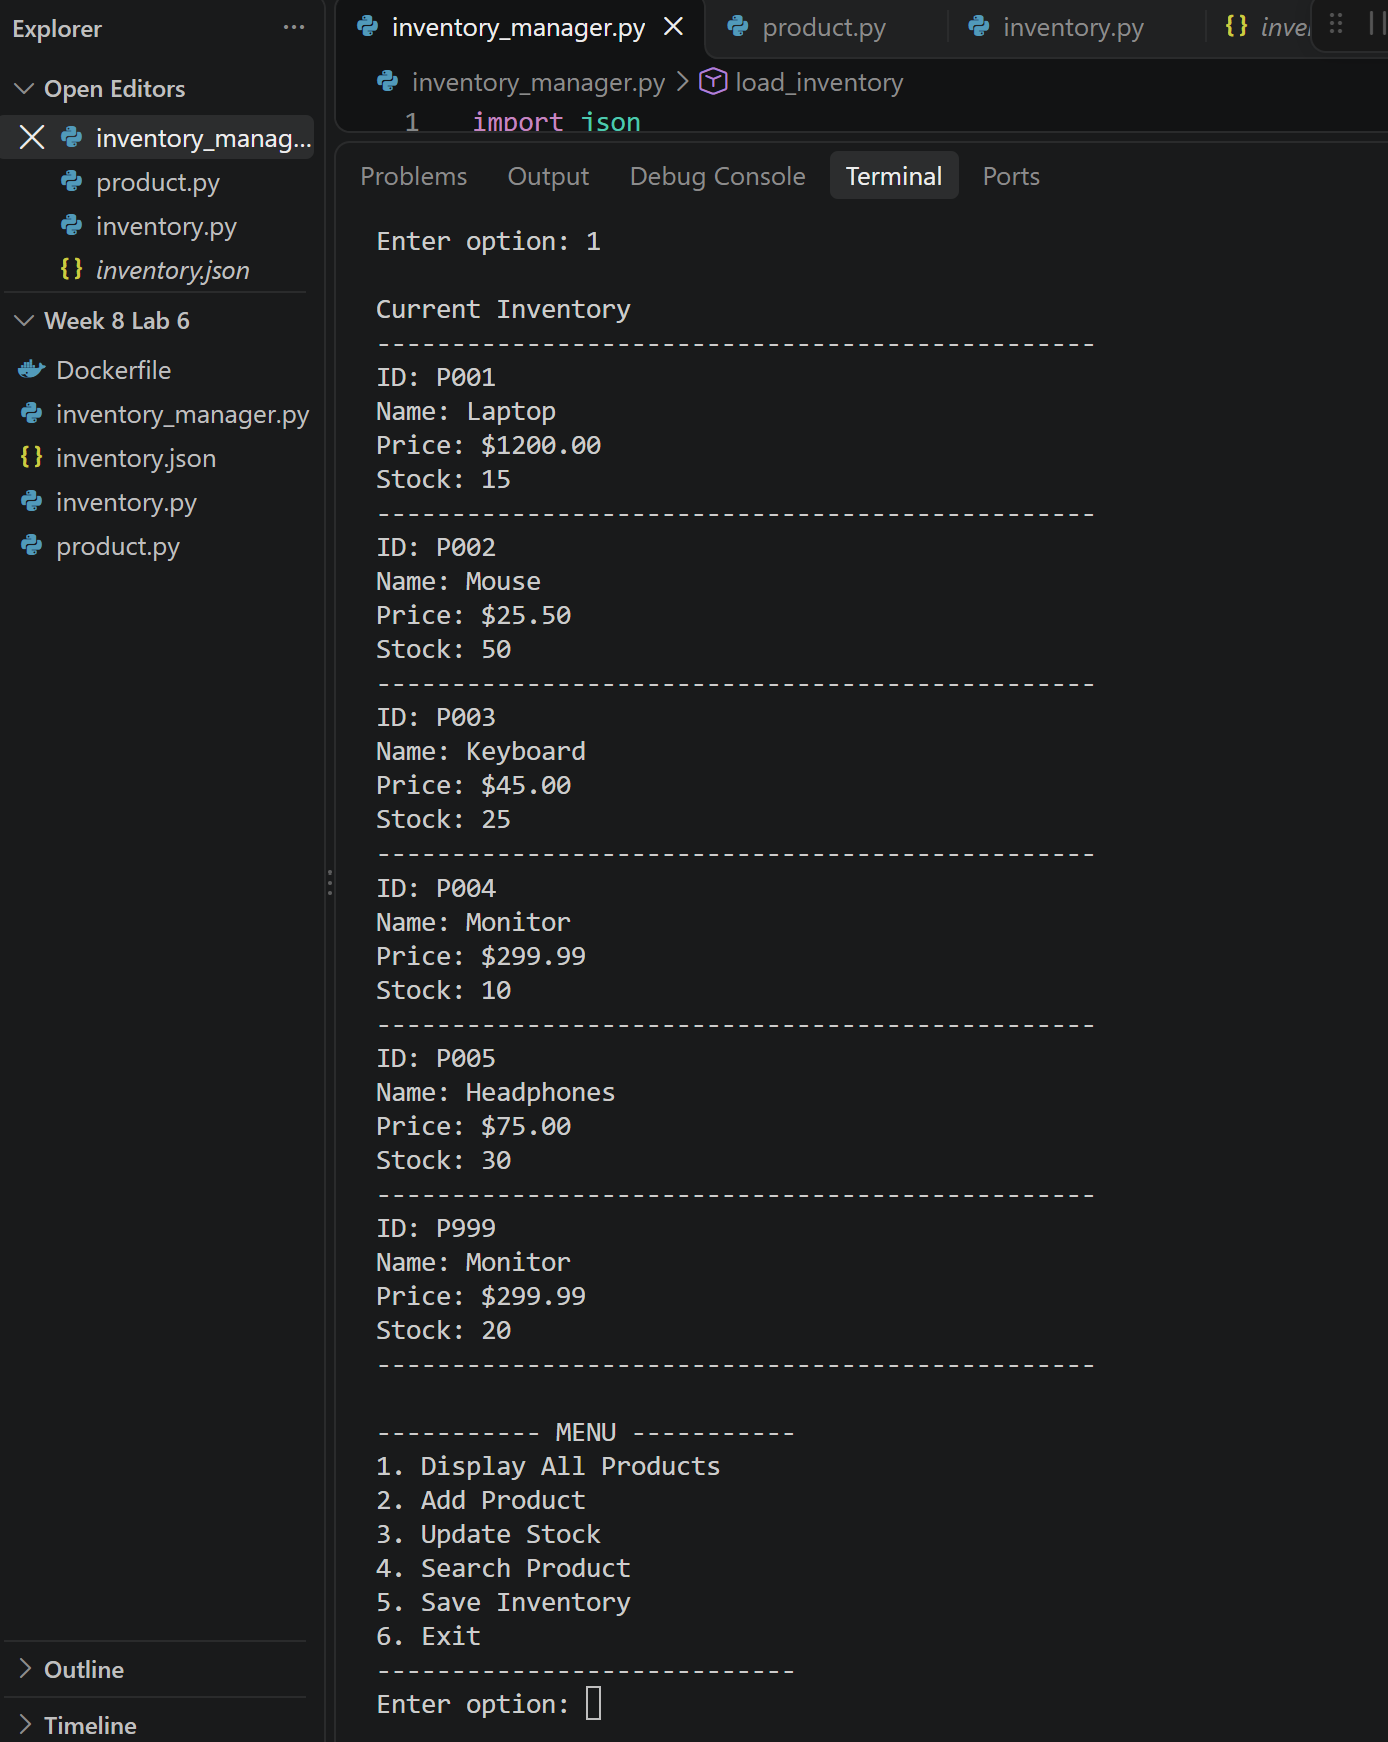 Explorer
Open Editors
inventory_manag...
product.py
inventory.py
inventory.json
Week 8 Lab 6
Dockerfile
inventory_manager.py
inventory.json
inventory.py
product.py
Outline
Timeline
inventory_manager.py product.py inventory.py
inventory_manager.py > load_inventory
1 import json
Problems Output Debug Console Terminal Ports
Enter option: 1
Current Inventory
------------------------------------------------
ID: P001
Name: Laptop
Price: $1200.00
Stock: 15
------------------------------------------------
ID: P002
Name: Mouse
Price: $25.50
Stock: 50
------------------------------------------------
ID: P003
Name: Keyboard
Price: $45.00
Stock: 25
------------------------------------------------
ID: P004
Name: Monitor
Price: $299.99
Stock: 10
------------------------------------------------
ID: P005
Name: Headphones
Price: $75.00
Stock: 30
------------------------------------------------
ID: P999
Name: Monitor
Price: $299.99
Stock: 20
------------------------------------------------
----------- MENU -----------
1. Display All Products
2. Add Product
3. Update Stock
4. Search Product
5. Save Inventory
6. Exit
----------------------------
Enter option: